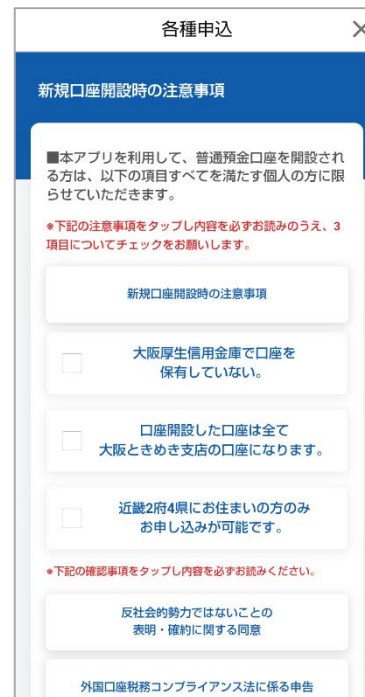 各種申込
新規口座開設時の注意事項
■本アプリを利用して、普通預金口座を開設され
る方は、以下の項目すべてを満たす個人の方に限
らせていただきます。
*下記の注意事項をタップし内容を必ずお読みのうえ、3
項目についてチェックをお願いします。
新規口座開設時の注意事項
大阪厚生信用金庫で口座を
保有していない。
口座開設した口座は全て
大阪ときめき支店の口座になります。
近畿2府4県にお住まいの方のみ
お申し込みが可能です。
*下記の確認事項をタップし内容を必ずお読みください。
反社会的勢力ではないことの
表明・確約に関する同意
外国口座税務コンプライアンス法に係る申告